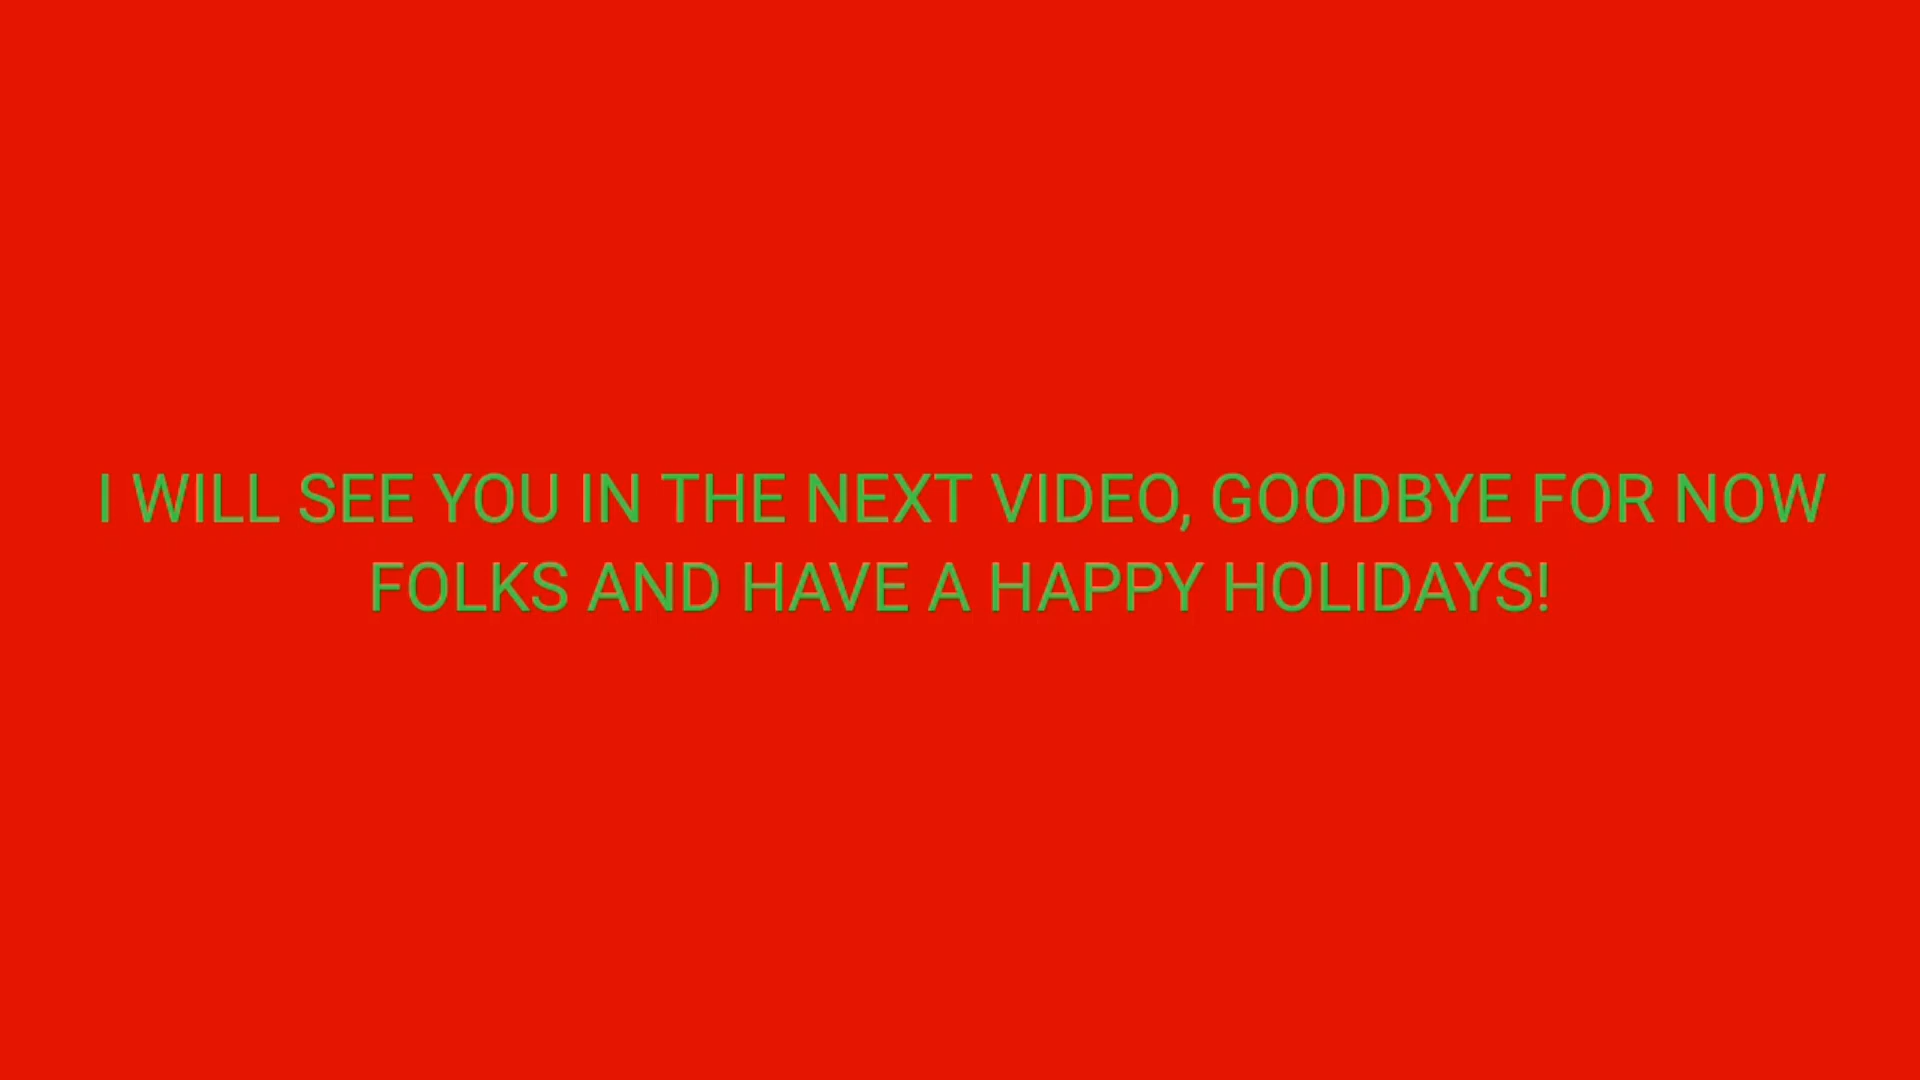 I WILL SEE YOU IN THE NEXT VIDEO, GOODBYE FOR NOW
FOLKS AND HAVE A HAPPY HOLIDAYS!